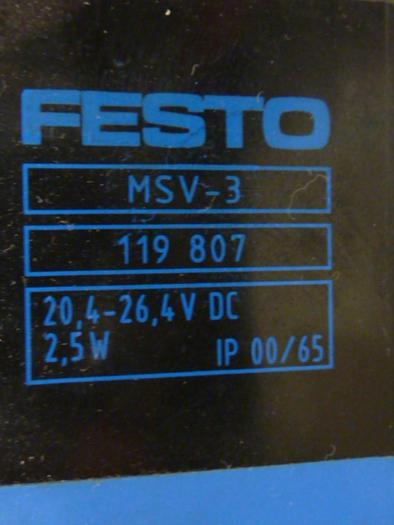 FESTO
MSV-3
119 807
20,4-26,4V DC
2,5W IP 00/65